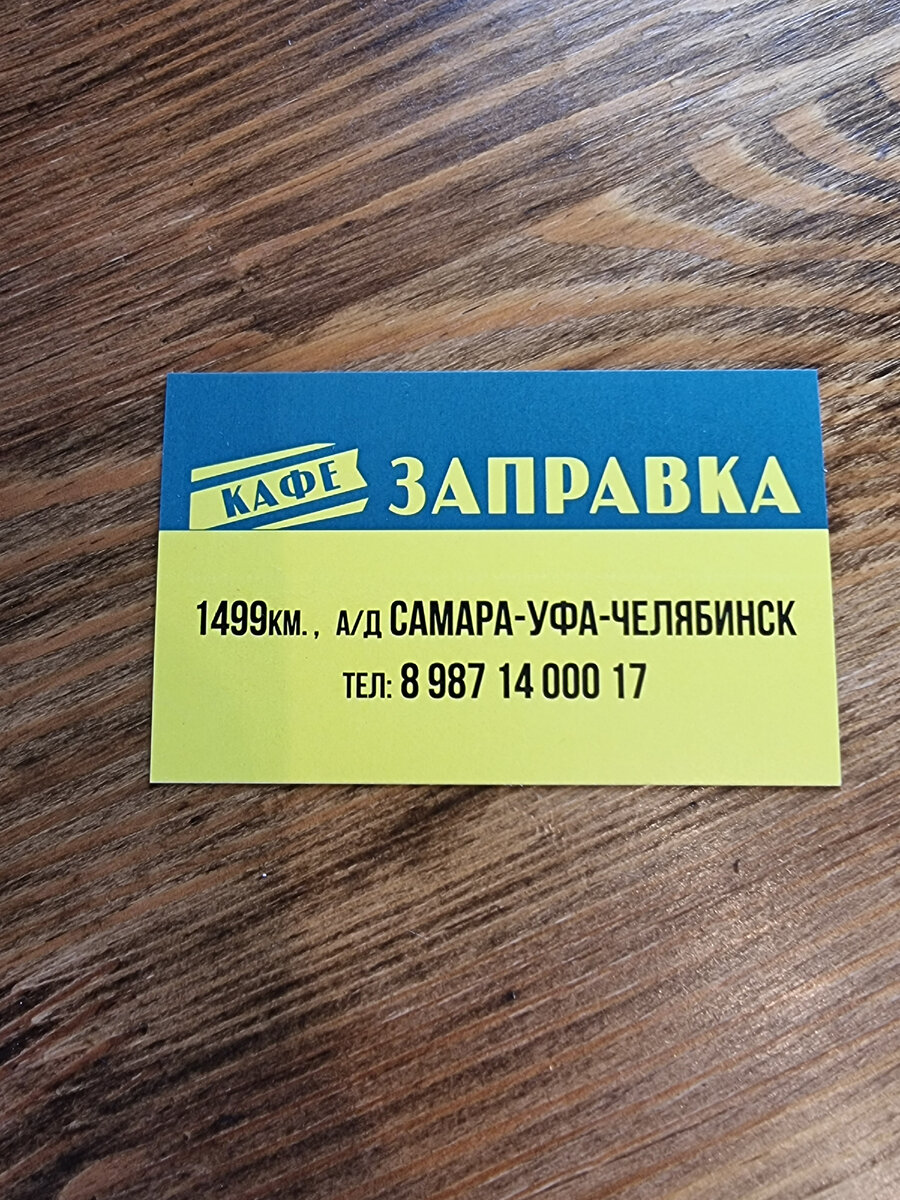 КАФЕ ЗАПРАВКА
1499КМ., А/Д САМАРА-УФА-ЧЕЛЯБИНСК
ТЕЛ: 8 987 14 000 17